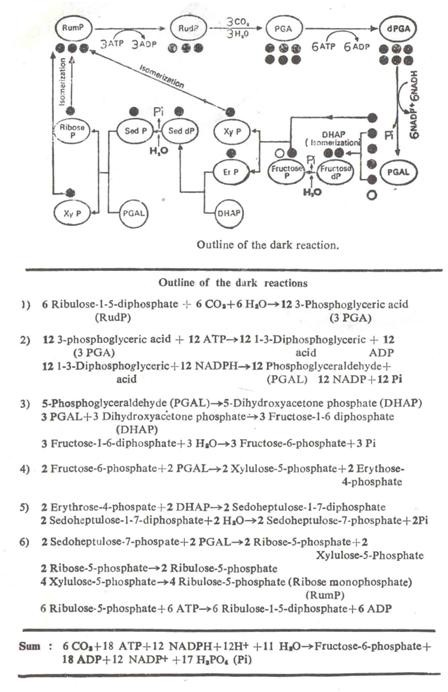 RumP
3ATP 3ADP
RudP
3CO₂
3H₂O
PGA
6ATP 6ADP
dPGA
6NADP+ 6NADH
Isomerization
Isomerization
Pi
Ribose P
Sed P
H₂O
Sed dP
Xy P
Er P
DHAP
(Isomerization)
Pi
Fructose P
H₂O
Fructose dP
Pi
PGAL
Xy P
PGAL
DHAP
Outline of the dark reaction.
Outline of the dark reactions
1) 6 Ribulose-1-5-diphosphate + 6 CO₂+6 H₂O→12 3-Phosphoglyceric acid
(RudP) (3 PGA)
2) 12 3-phosphoglyceric acid + 12 ATP→12 1-3-Diphosphoglyceric + 12
(3 PGA) acid ADP
12 1-3-Diphosphoglyceric+12 NADPH→12 Phosphoglyceraldehyde+
acid (PGAL) 12 NADP+12 Pi
3) 5-Phosphoglyceraldehyde (PGAL)→5-Dihydroxyacetone phosphate (DHAP)
3 PGAL+3 Dihydroxyacetone phosphate→3 Fructose-1-6 diphosphate
(DHAP)
3 Fructose-1-6-diphosphate+3 H₂O→3 Fructose-6-phosphate+3 Pi
4) 2 Fructose-6-phosphate+2 PGAL→2 Xylulose-5-phosphate+2 Erythose-
4-phosphate
5) 2 Erythrose-4-phospate+2 DHAP→2 Sedoheptulose-1-7-diphosphate
2 Sedoheptulose-1-7-diphosphate+2 H₂O→2 Sedoheptulose-7-phosphate+2Pi
6) 2 Sedoheptulose-7-phospate+2 PGAL→2 Ribose-5-phosphate+2
Xylulose-5-Phosphate
2 Ribose-5-phosphate→2 Ribulose-5-phosphate
4 Xylulose-5-phosphate→4 Ribulose-5-phosphate (Ribose monophosphate)
(RumP)
6 Ribulose-5-phosphate+6 ATP→6 Ribulose-1-5-diphosphate+6 ADP
Sum : 6 CO₂+18 ATP+12 NADPH+12H⁺ +11 H₂O→Fructose-6-phosphate+
18 ADP+12 NADP⁺ +17 H₃PO₄ (Pi)